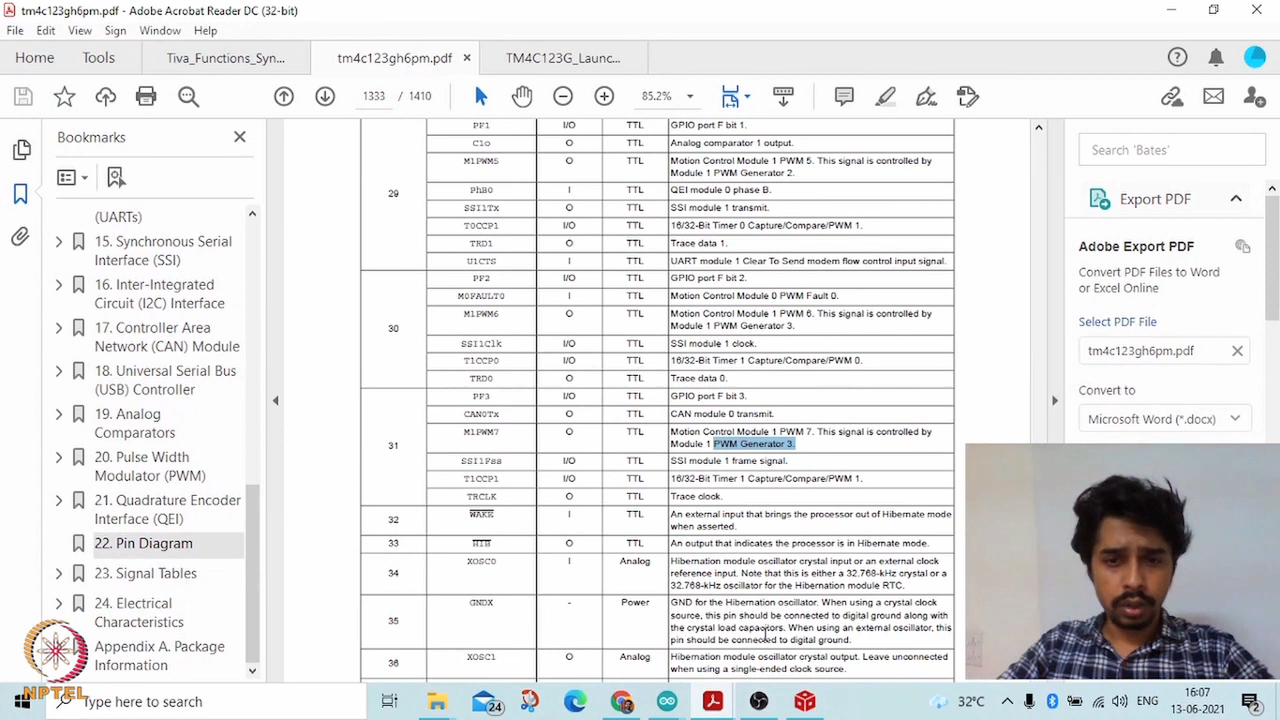 tm4c123gh6pm.pdf - Adobe Acrobat Reader DC (32-bit)
File Edit View Sign Window Help
Home Tools Tiva_Functions_Syn... tm4c123gh6pm.pdf × TM4C123G_Launc...
1333 / 1410 85.2%
Bookmarks
(UARTs)
15. Synchronous Serial
Interface (SSI)
16. Inter-Integrated
Circuit (I2C) Interface
17. Controller Area
Network (CAN) Module
18. Universal Serial Bus
(USB) Controller
19. Analog
Comparators
20. Pulse Width
Modulator (PWM)
21. Quadrature Encoder
Interface (QEI)
22. Pin Diagram
23. Signal Tables
24. Electrical
Characteristics
Appendix A. Package
Information
29
PF1 I/O TTL GPIO port F bit 1.
C1o O TTL Analog comparator 1 output.
M1PWM5 O TTL Motion Control Module 1 PWM 5. This signal is controlled by
Module 1 PWM Generator 2.
PhB0 I TTL QEI module 0 phase B.
SSI1Tx O TTL SSI module 1 transmit.
T0CCP1 I/O TTL 16/32-Bit Timer 0 Capture/Compare/PWM 1.
TRD1 O TTL Trace data 1.
U1CTS I TTL UART module 1 Clear To Send modem flow control input signal.
30
PF2 I/O TTL GPIO port F bit 2.
M0FAULT0 I TTL Motion Control Module 0 PWM Fault 0.
M1PWM6 O TTL Motion Control Module 1 PWM 6. This signal is controlled by
Module 1 PWM Generator 3.
SSI1Clk I/O TTL SSI module 1 clock.
T1CCP0 I/O TTL 16/32-Bit Timer 1 Capture/Compare/PWM 0.
TRD0 O TTL Trace data 0.
31
PF3 I/O TTL GPIO port F bit 3.
CAN0Tx O TTL CAN module 0 transmit.
M1PWM7 O TTL Motion Control Module 1 PWM 7. This signal is controlled by
Module 1 PWM Generator 3.
SSI1Fss I/O TTL SSI module 1 frame signal.
T1CCP1 I/O TTL 16/32-Bit Timer 1 Capture/Compare/PWM 1.
TRCLK O TTL Trace clock.
32 WAKE I TTL An external input that brings the processor out of Hibernate mode
when asserted.
33 HIB O TTL An output that indicates the processor is in Hibernate mode.
34 XOSC0 I Analog Hibernation module oscillator crystal input or an external clock
reference input. Note that this is either a 32.768-kHz crystal or a
32.768-kHz oscillator for the Hibernation module RTC.
35 GNDX - Power GND for the Hibernation oscillator. When using a crystal clock
source, this pin should be connected to digital ground along with
the crystal load capacitors. When using an external oscillator, this
pin should be connected to digital ground.
36 XOSC1 O Analog Hibernation module oscillator crystal output. Leave unconnected
when using a single-ended clock source.
Search 'Bates'
Export PDF
Adobe Export PDF
Convert PDF Files to Word
or Excel Online
Select PDF File
tm4c123gh6pm.pdf
Convert to
Microsoft Word (*.docx)
NPTEL
Type here to search
24
32°C
ENG
16:07
13-06-2021
2